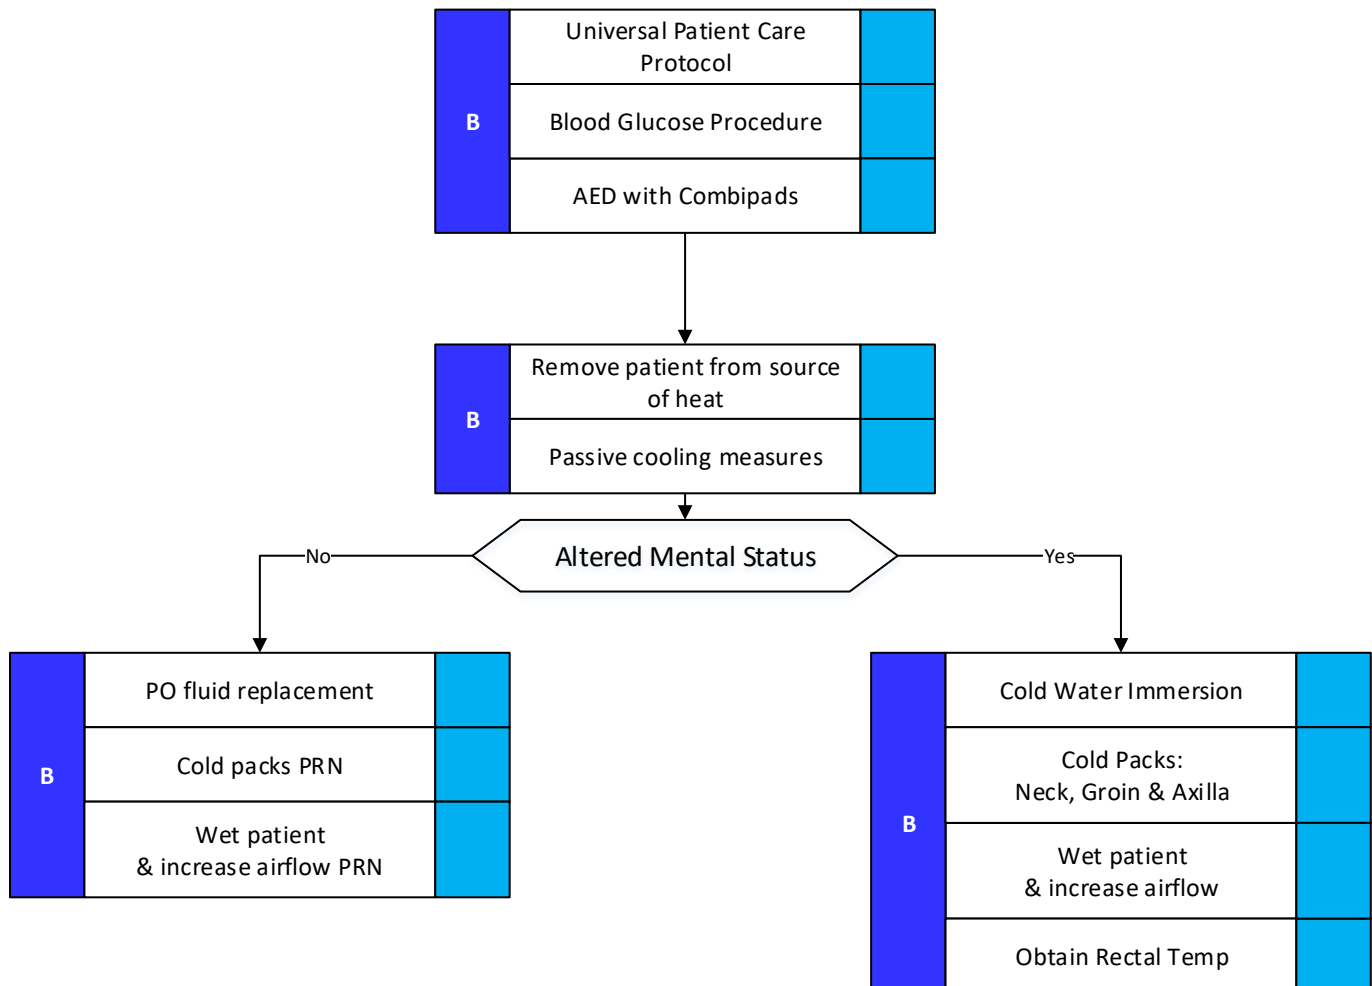 Universal Patient Care
Protocol
B
Blood Glucose Procedure
AED with Combipads
Remove patient from source
of heat
B
Passive cooling measures
Altered Mental Status
No
Yes
PO fluid replacement
Cold packs PRN
B
Wet patient
& increase airflow PRN
Cold Water Immersion
Cold Packs:
Neck, Groin & Axilla
B
Wet patient
& increase airflow
Obtain Rectal Temp